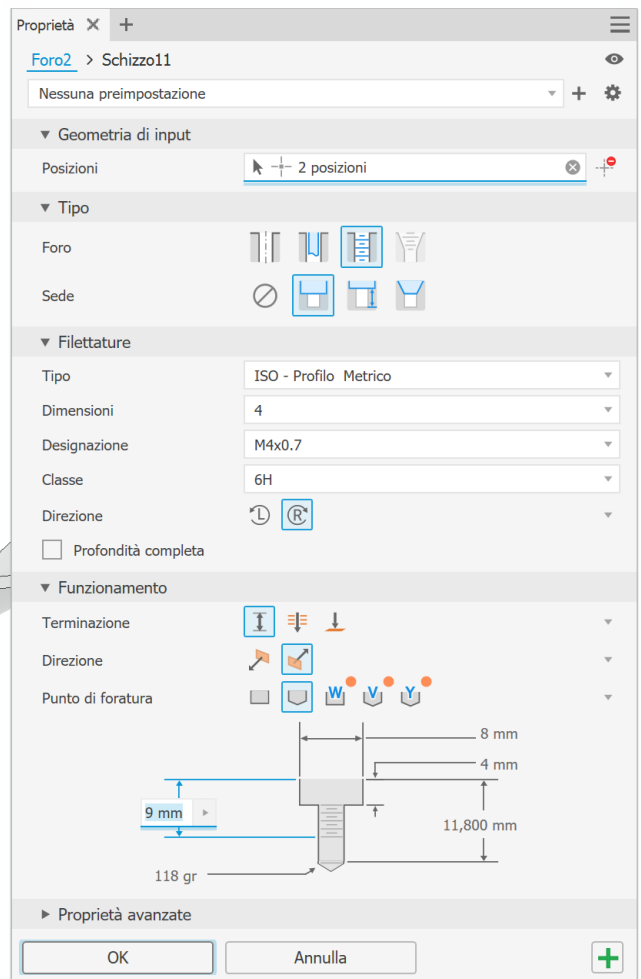 Proprietà
Foro2 > Schizzo11
Nessuna preimpostazione
Geometria di input
Posizioni 2 posizioni
Tipo
Foro
Sede
Filettature
Tipo ISO - Profilo Metrico
Dimensioni 4
Designazione M4x0.7
Classe 6H
Direzione L R
Profondità completa
Funzionamento
Terminazione
Direzione
Punto di foratura W V Y
8 mm
4 mm
9 mm
11,800 mm
118 gr
Proprietà avanzate
OK Annulla